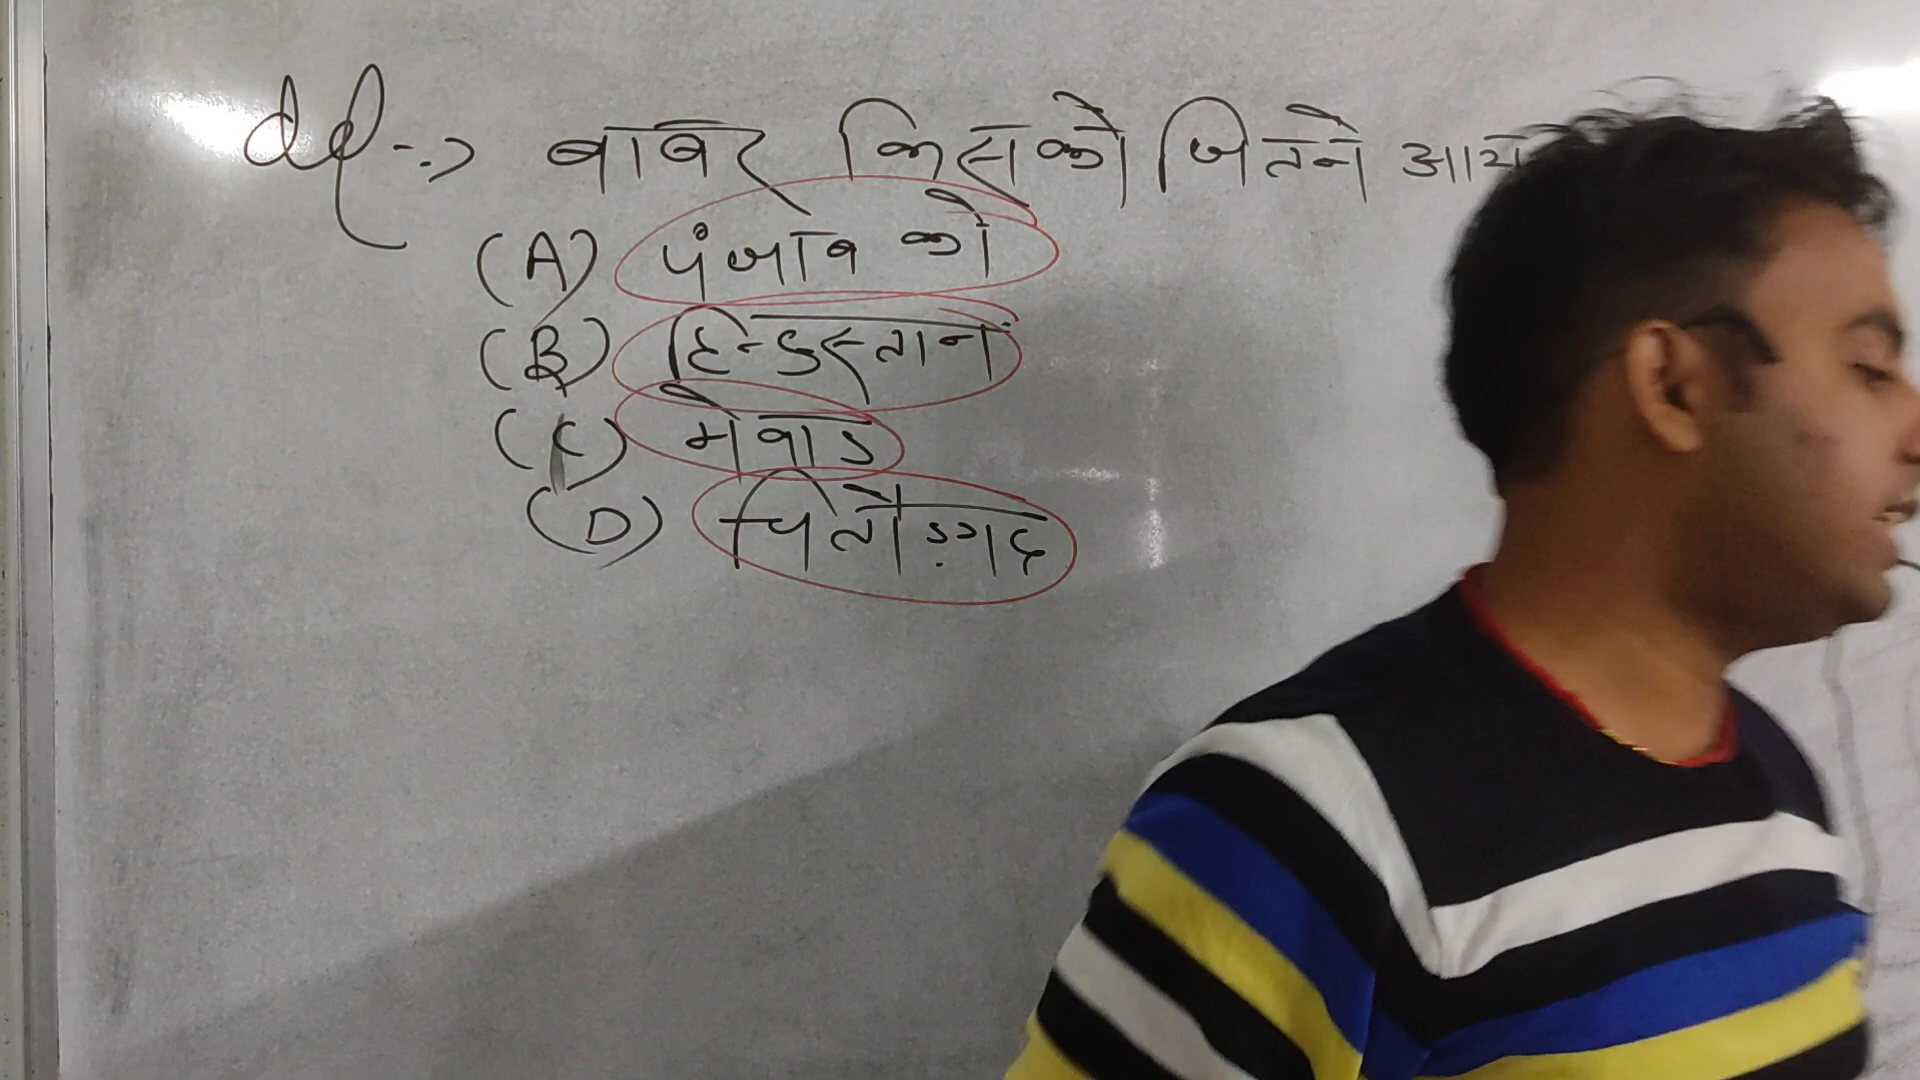 बाबर किसको जितने आय
(A) पंजाब को
(B) हिन्दुस्तान
(C) मेवाड
(D) चितौड़गढ